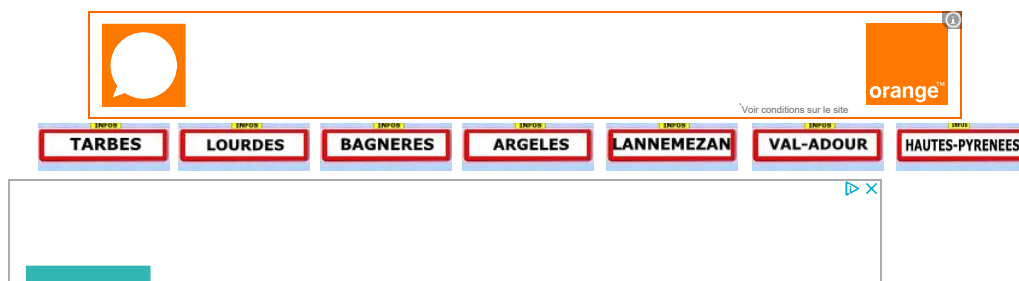 orange™
*Voir conditions sur le site
INFOS INFOS INFOS INFOS INFOS INFOS INFOS
TARBES LOURDES BAGNERES ARGELES LANNEMEZAN VAL-ADOUR HAUTES-PYRENEES